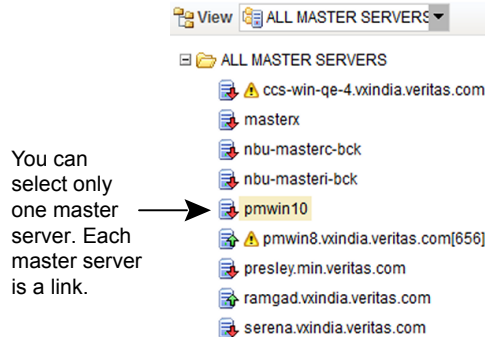 View ALL MASTER SERVERS
ALL MASTER SERVERS
ccs-win-qe-4.vxindia.veritas.com
masterx
nbu-masterc-bck
nbu-masteri-bck
pmwin10
pmwin8.vxindia.veritas.com[656]
presley.min.veritas.com
ramgad.vxindia.veritas.com
serena.vxindia.veritas.com
You can
select only
one master
server. Each
master server
is a link.